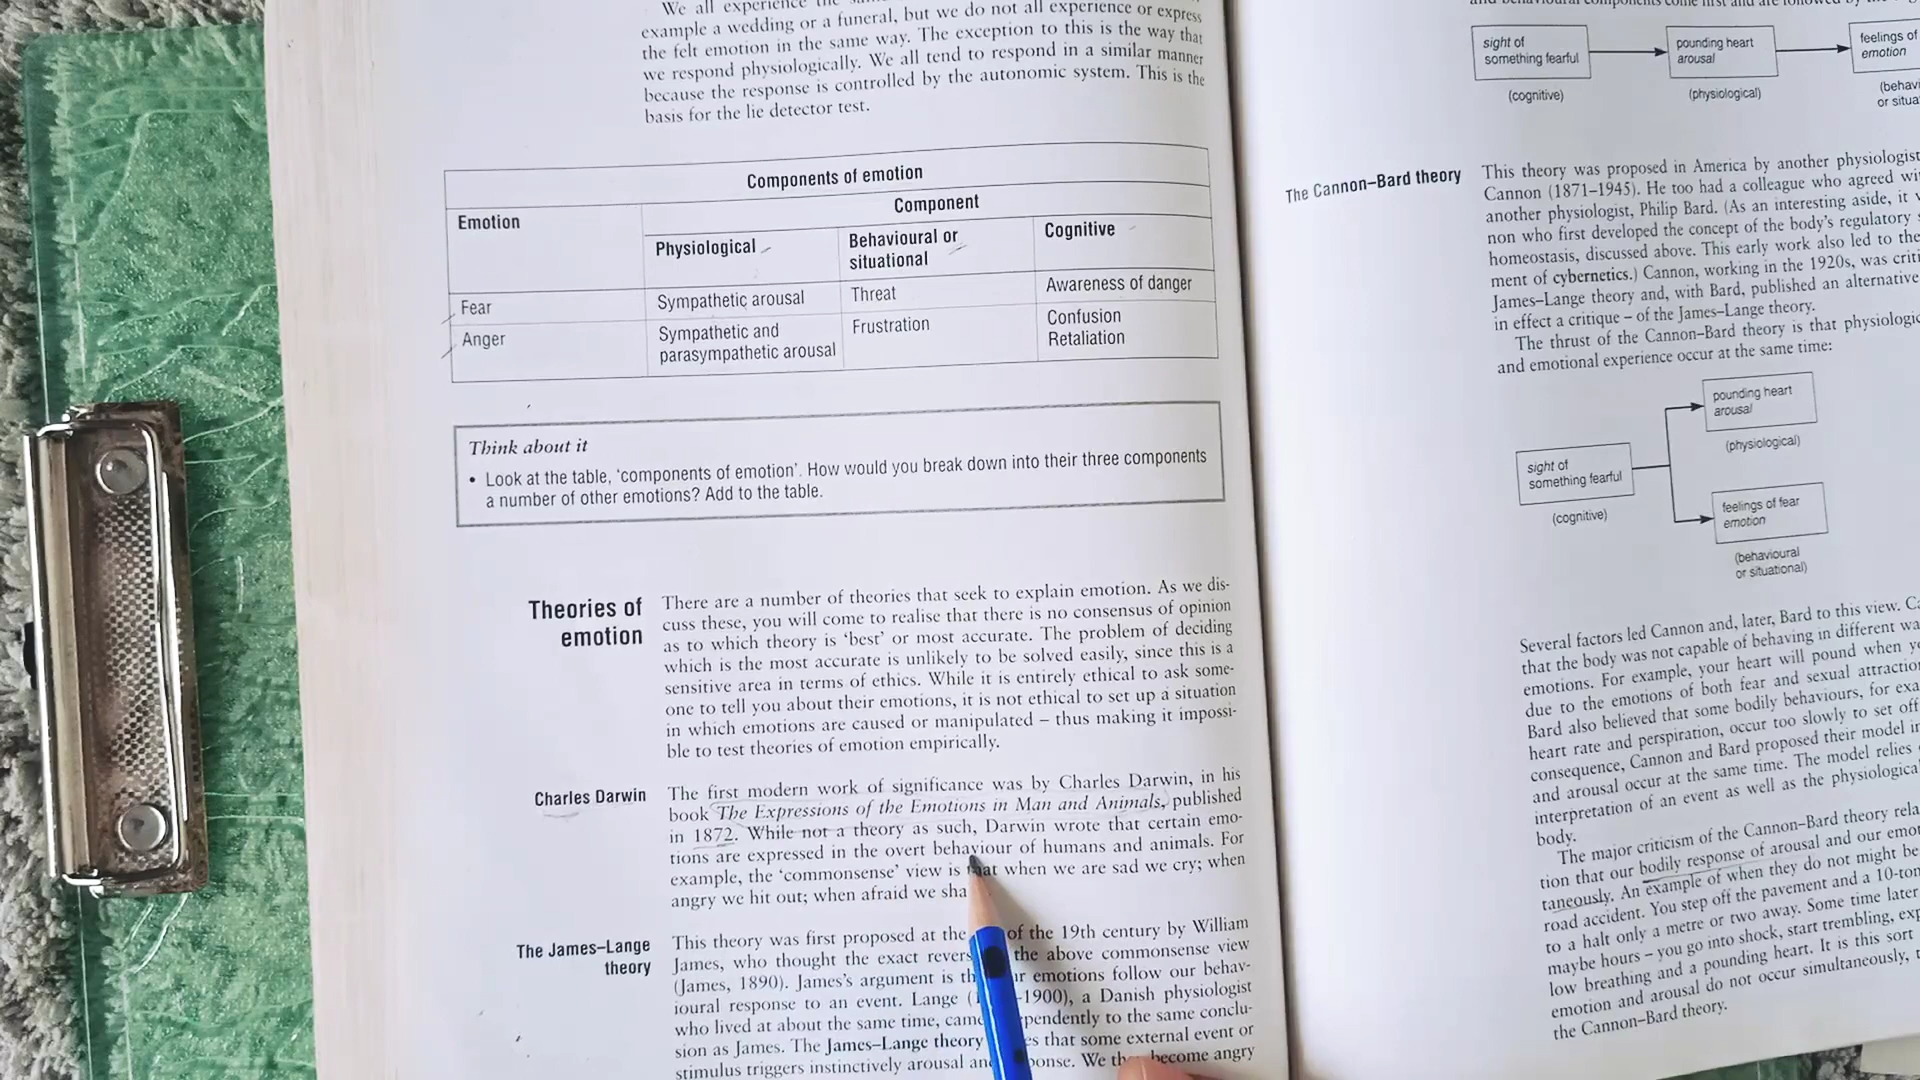 We all experience the
example a wedding or a funeral, but we do not all experience or express
the felt emotion in the same way. The exception to this is the way that
we respond physiologically. We all tend to respond in a similar manner
because the response is controlled by the autonomic system. This is the
basis for the lie detector test.
Components of emotion
Emotion
Component
Physiological
Behavioural or
situational
Cognitive
Fear
Sympathetic arousal
Threat
Awareness of danger
Anger
Sympathetic and
parasympathetic arousal
Frustration
Confusion
Retaliation
Think about it
• Look at the table, ‘components of emotion’. How would you break down into their three components
a number of other emotions? Add to the table.
Theories of
emotion
There are a number of theories that seek to explain emotion. As we dis-
cuss these, you will come to realise that there is no consensus of opinion
as to which theory is ‘best’ or most accurate. The problem of deciding
which is the most accurate is unlikely to be solved easily, since this is a
sensitive area in terms of ethics. While it is entirely ethical to ask some-
one to tell you about their emotions, it is not ethical to set up a situation
in which emotions are caused or manipulated – thus making it impossi-
ble to test theories of emotion empirically.
Charles Darwin
The first modern work of significance was by Charles Darwin, in his
book The Expressions of the Emotions in Man and Animals, published
in 1872. While not a theory as such, Darwin wrote that certain emo-
tions are expressed in the overt behaviour of humans and animals. For
example, the ‘commonsense’ view is that when we are sad we cry; when
angry we hit out; when afraid we sha
The James–Lange
theory
This theory was first proposed at the of the 19th century by William
James, who thought the exact revers the above commonsense view
(James, 1890). James’s argument is th r emotions follow our behav-
ioural response to an event. Lange ( –1900), a Danish physiologist
who lived at about the same time, came pendently to the same conclu-
sion as James. The James–Lange theory es that some external event or
stimulus triggers instinctively arousal an ponse. We th become angry
sight of
something fearful
(cognitive)
pounding heart
arousal
(physiological)
feelings of
emotion
(behavi
or situa
The Cannon–Bard theory
This theory was proposed in America by another physiologist
Cannon (1871–1945). He too had a colleague who agreed wi
another physiologist, Philip Bard. (As an interesting aside, it
non who first developed the concept of the body’s regulatory
homeostasis, discussed above. This early work also led to the
ment of cybernetics.) Cannon, working in the 1920s, was criti
James–Lange theory and, with Bard, published an alternative
in effect a critique – of the James–Lange theory.
The thrust of the Cannon–Bard theory is that physiologic
and emotional experience occur at the same time:
sight of
something fearful
(cognitive)
pounding heart
arousal
(physiological)
feelings of fear
emotion
(behavioural
or situational)
Several factors led Cannon and, later, Bard to this view. C
that the body was not capable of behaving in different wa
emotions. For example, your heart will pound when y
due to the emotions of both fear and sexual attractio
Bard also believed that some bodily behaviours, for exa
heart rate and perspiration, occur too slowly to set off
consequence, Cannon and Bard proposed their model in
and arousal occur at the same time. The model relies
interpretation of an event as well as the physiologica
body.
The major criticism of the Cannon–Bard theory rela
tion that our bodily response of arousal and our emot
taneously. An example of when they do not might be
road accident. You step off the pavement and a 10-ton
to a halt only a metre or two away. Some time later
maybe hours – you go into shock, start trembling, exp
low breathing and a pounding heart. It is this sort
emotion and arousal do not occur simultaneously, t
the Cannon–Bard theory.